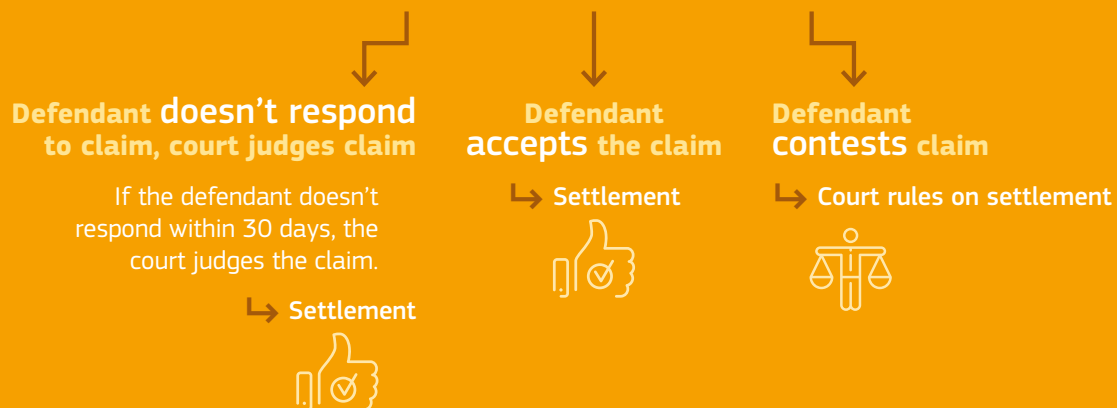 Defendant doesn’t respond
to claim, court judges claim
If the defendant doesn’t
respond within 30 days, the
court judges the claim.
Settlement
Defendant
accepts the claim
Settlement
Defendant
contests claim
Court rules on settlement